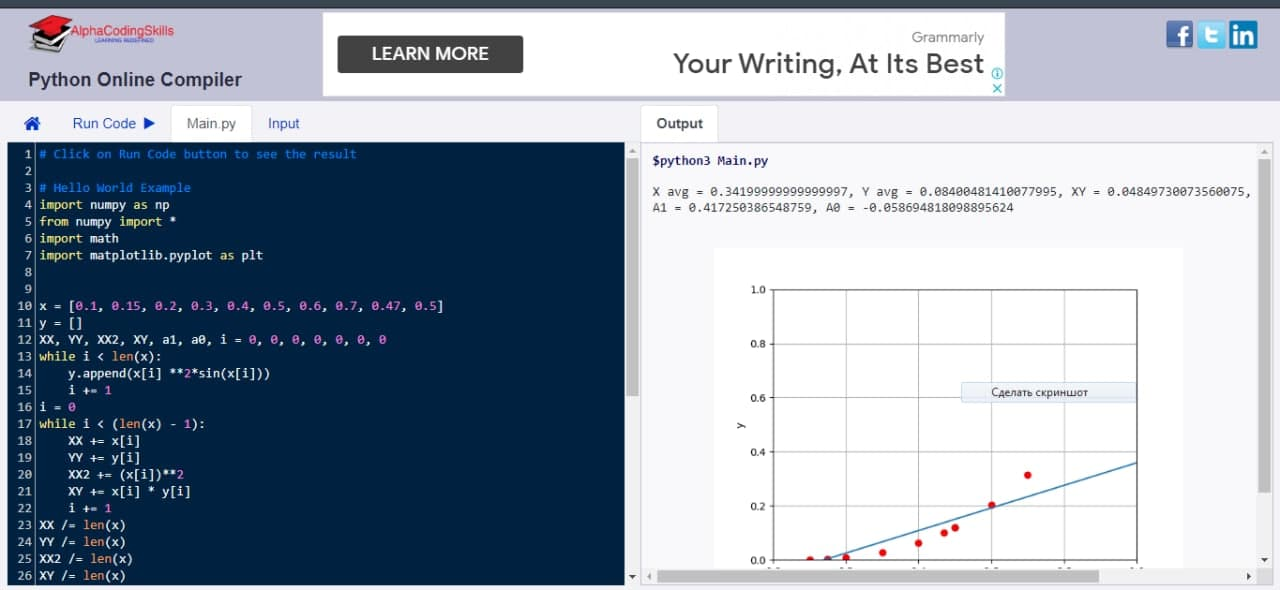 AlphaCodingSkills
LEARNING REDEFINED
Python Online Compiler
LEARN MORE
Grammarly
Your Writing, At Its Best
Run Code
Main.py
Input
Output
1 # Click on Run Code button to see the result
2
3 # Hello World Example
4 import numpy as np
5 from numpy import *
6 import math
7 import matplotlib.pyplot as plt
8
9
10 x = [0.1, 0.15, 0.2, 0.3, 0.4, 0.5, 0.6, 0.7, 0.47, 0.5]
11 y = []
12 XX, YY, XX2, XY, a1, a0, i = 0, 0, 0, 0, 0, 0, 0
13 while i < len(x):
14 y.append(x[i] **2*sin(x[i]))
15 i += 1
16 i = 0
17 while i < (len(x) - 1):
18 XX += x[i]
19 YY += y[i]
20 XX2 += (x[i])**2
21 XY += x[i] * y[i]
22 i += 1
23 XX /= len(x)
24 YY /= len(x)
25 XX2 /= len(x)
26 XY /= len(x)
$python3 Main.py
X avg = 0.34199999999999997, Y avg = 0.08400481410077995, XY = 0.04849730073560075,
A1 = 0.417250386548759, A0 = -0.058694818098895624
1.0
0.8
Сделать скриншот
0.6
y
0.4
0.2
0.0